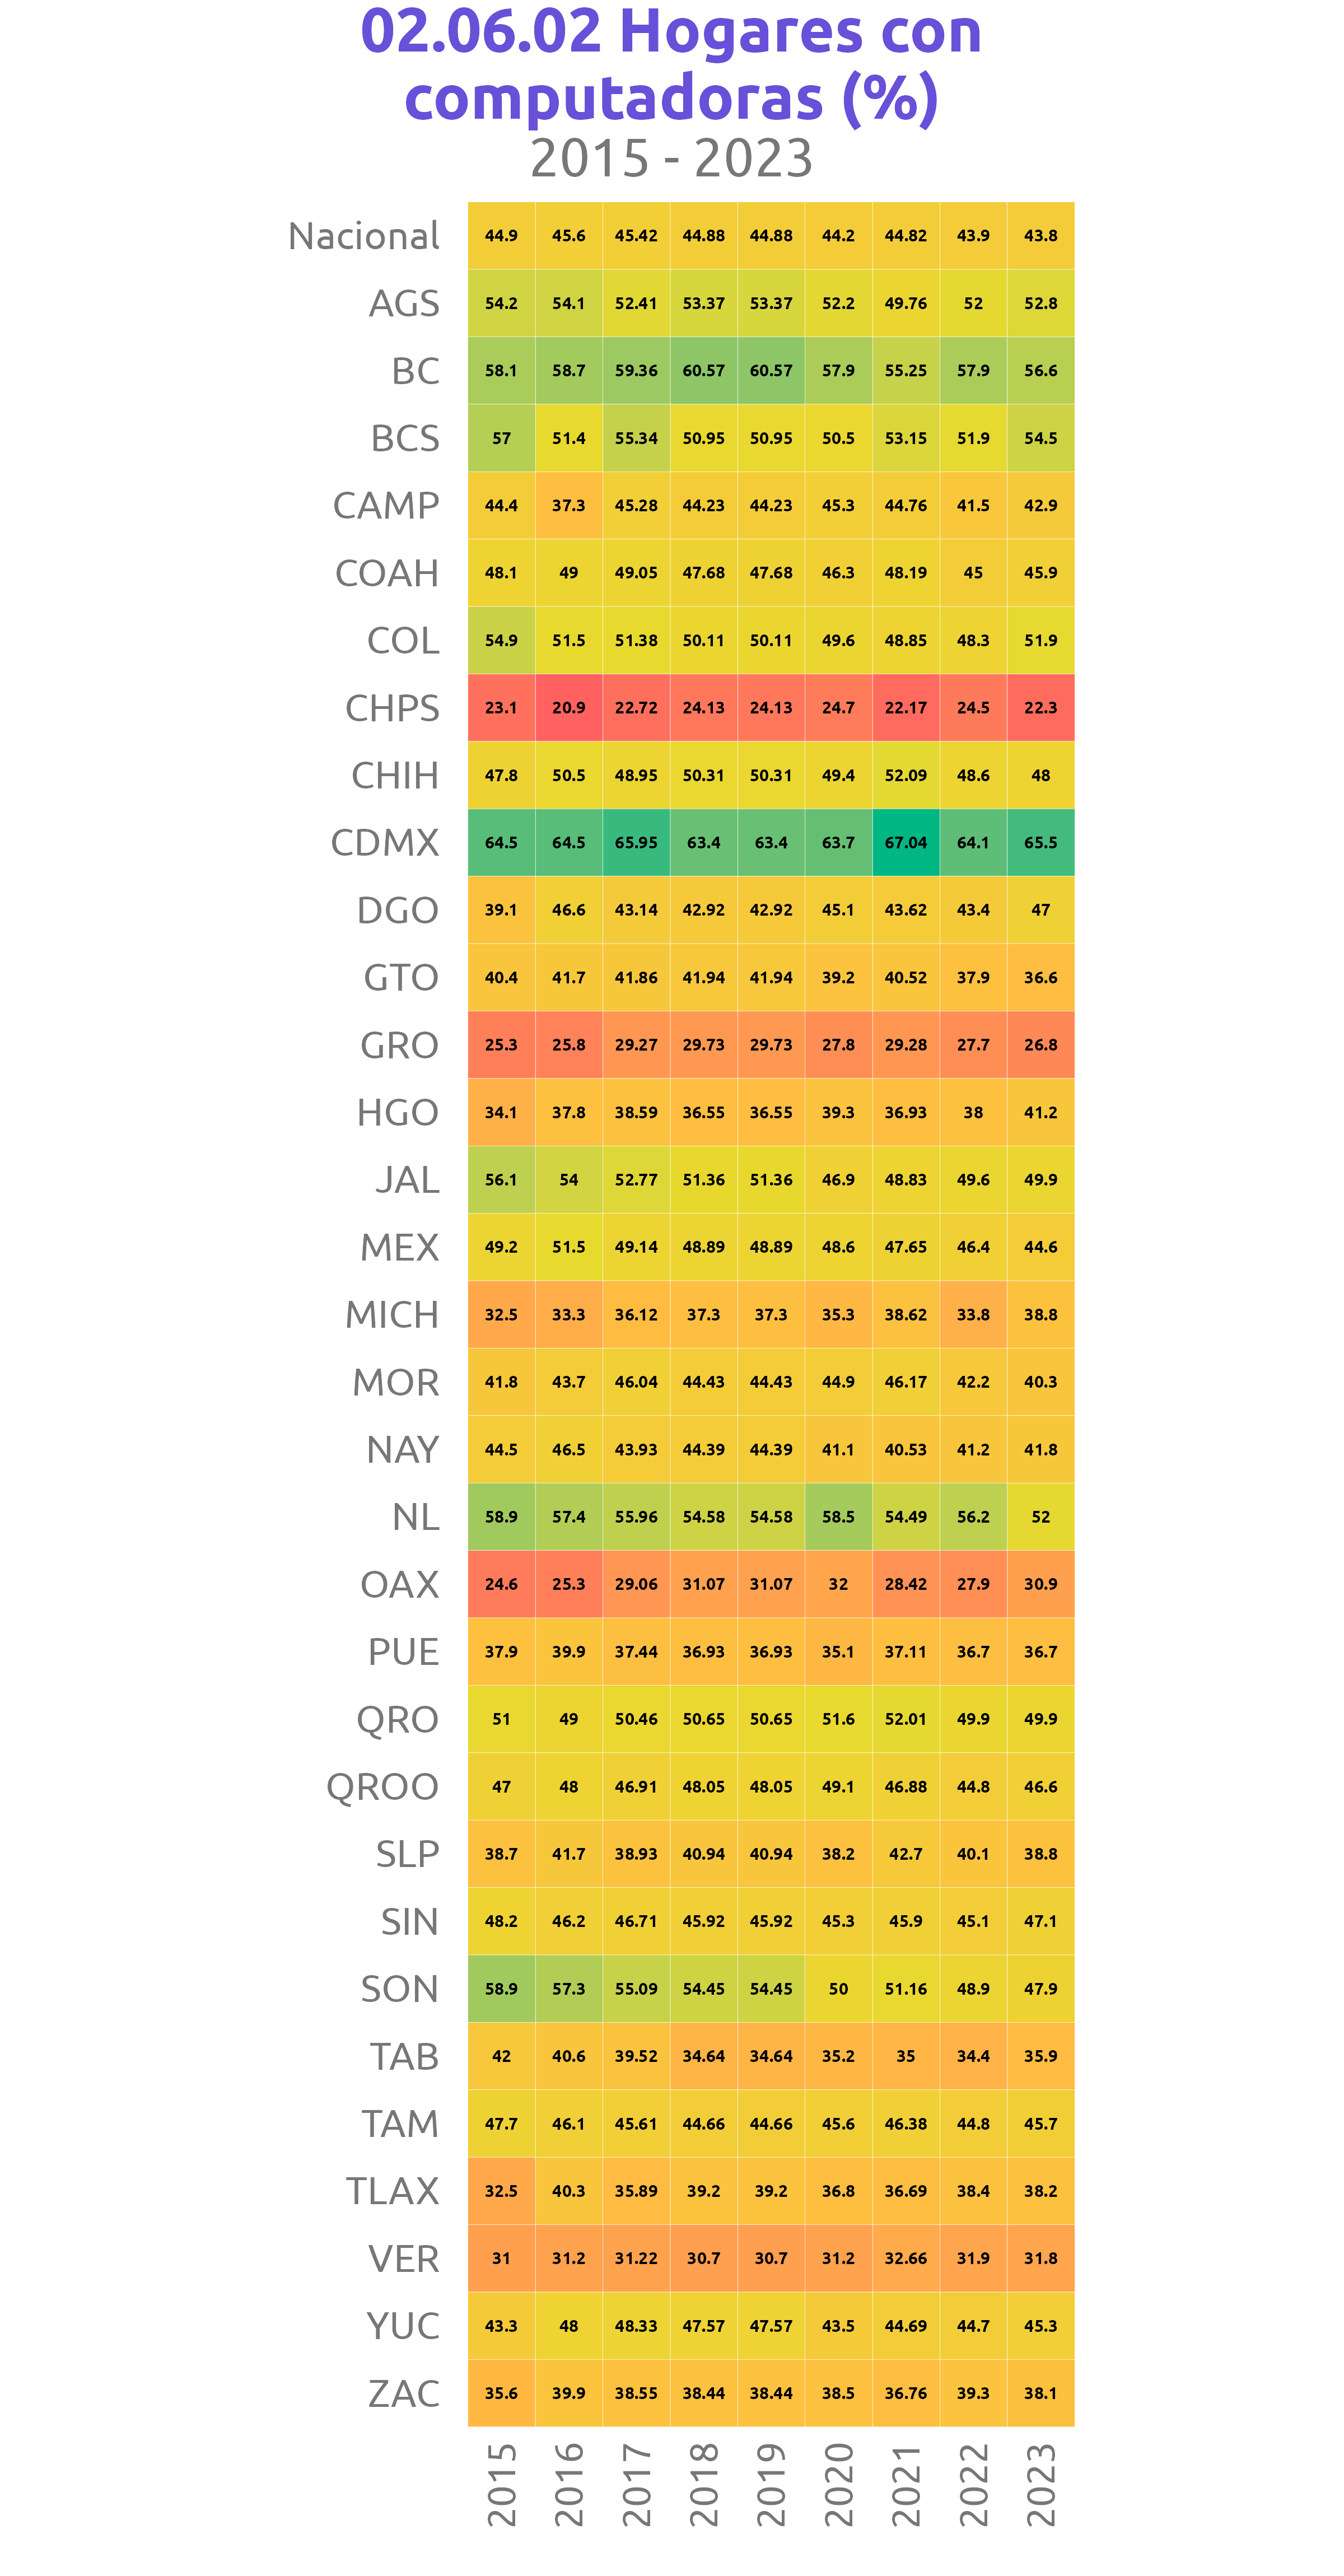 02.06.02 Hogares con
computadoras (%)
2015 - 2023
Nacional 44.9 45.6 45.42 44.88 44.88 44.2 44.82 43.9 43.8
AGS 54.2 54.1 52.41 53.37 53.37 52.2 49.76 52 52.8
BC 58.1 58.7 59.36 60.57 60.57 57.9 55.25 57.9 56.6
BCS 57 51.4 55.34 50.95 50.95 50.5 53.15 51.9 54.5
CAMP 44.4 37.3 45.28 44.23 44.23 45.3 44.76 41.5 42.9
COAH 48.1 49 49.05 47.68 47.68 46.3 48.19 45 45.9
COL 54.9 51.5 51.38 50.11 50.11 49.6 48.85 48.3 51.9
CHPS 23.1 20.9 22.72 24.13 24.13 24.7 22.17 24.5 22.3
CHIH 47.8 50.5 48.95 50.31 50.31 49.4 52.09 48.6 48
CDMX 64.5 64.5 65.95 63.4 63.4 63.7 67.04 64.1 65.5
DGO 39.1 46.6 43.14 42.92 42.92 45.1 43.62 43.4 47
GTO 40.4 41.7 41.86 41.94 41.94 39.2 40.52 37.9 36.6
GRO 25.3 25.8 29.27 29.73 29.73 27.8 29.28 27.7 26.8
HGO 34.1 37.8 38.59 36.55 36.55 39.3 36.93 38 41.2
JAL 56.1 54 52.77 51.36 51.36 46.9 48.83 49.6 49.9
MEX 49.2 51.5 49.14 48.89 48.89 48.6 47.65 46.4 44.6
MICH 32.5 33.3 36.12 37.3 37.3 35.3 38.62 33.8 38.8
MOR 41.8 43.7 46.04 44.43 44.43 44.9 46.17 42.2 40.3
NAY 44.5 46.5 43.93 44.39 44.39 41.1 40.53 41.2 41.8
NL 58.9 57.4 55.96 54.58 54.58 58.5 54.49 56.2 52
OAX 24.6 25.3 29.06 31.07 31.07 32 28.42 27.9 30.9
PUE 37.9 39.9 37.44 36.93 36.93 35.1 37.11 36.7 36.7
QRO 51 49 50.46 50.65 50.65 51.6 52.01 49.9 49.9
QROO 47 48 46.91 48.05 48.05 49.1 46.88 44.8 46.6
SLP 38.7 41.7 38.93 40.94 40.94 38.2 42.7 40.1 38.8
SIN 48.2 46.2 46.71 45.92 45.92 45.3 45.9 45.1 47.1
SON 58.9 57.3 55.09 54.45 54.45 50 51.16 48.9 47.9
TAB 42 40.6 39.52 34.64 34.64 35.2 35 34.4 35.9
TAM 47.7 46.1 45.61 44.66 44.66 45.6 46.38 44.8 45.7
TLAX 32.5 40.3 35.89 39.2 39.2 36.8 36.69 38.4 38.2
VER 31 31.2 31.22 30.7 30.7 31.2 32.66 31.9 31.8
YUC 43.3 48 48.33 47.57 47.57 43.5 44.69 44.7 45.3
ZAC 35.6 39.9 38.55 38.44 38.44 38.5 36.76 39.3 38.1
2015 2016 2017 2018 2019 2020 2021 2022 2023